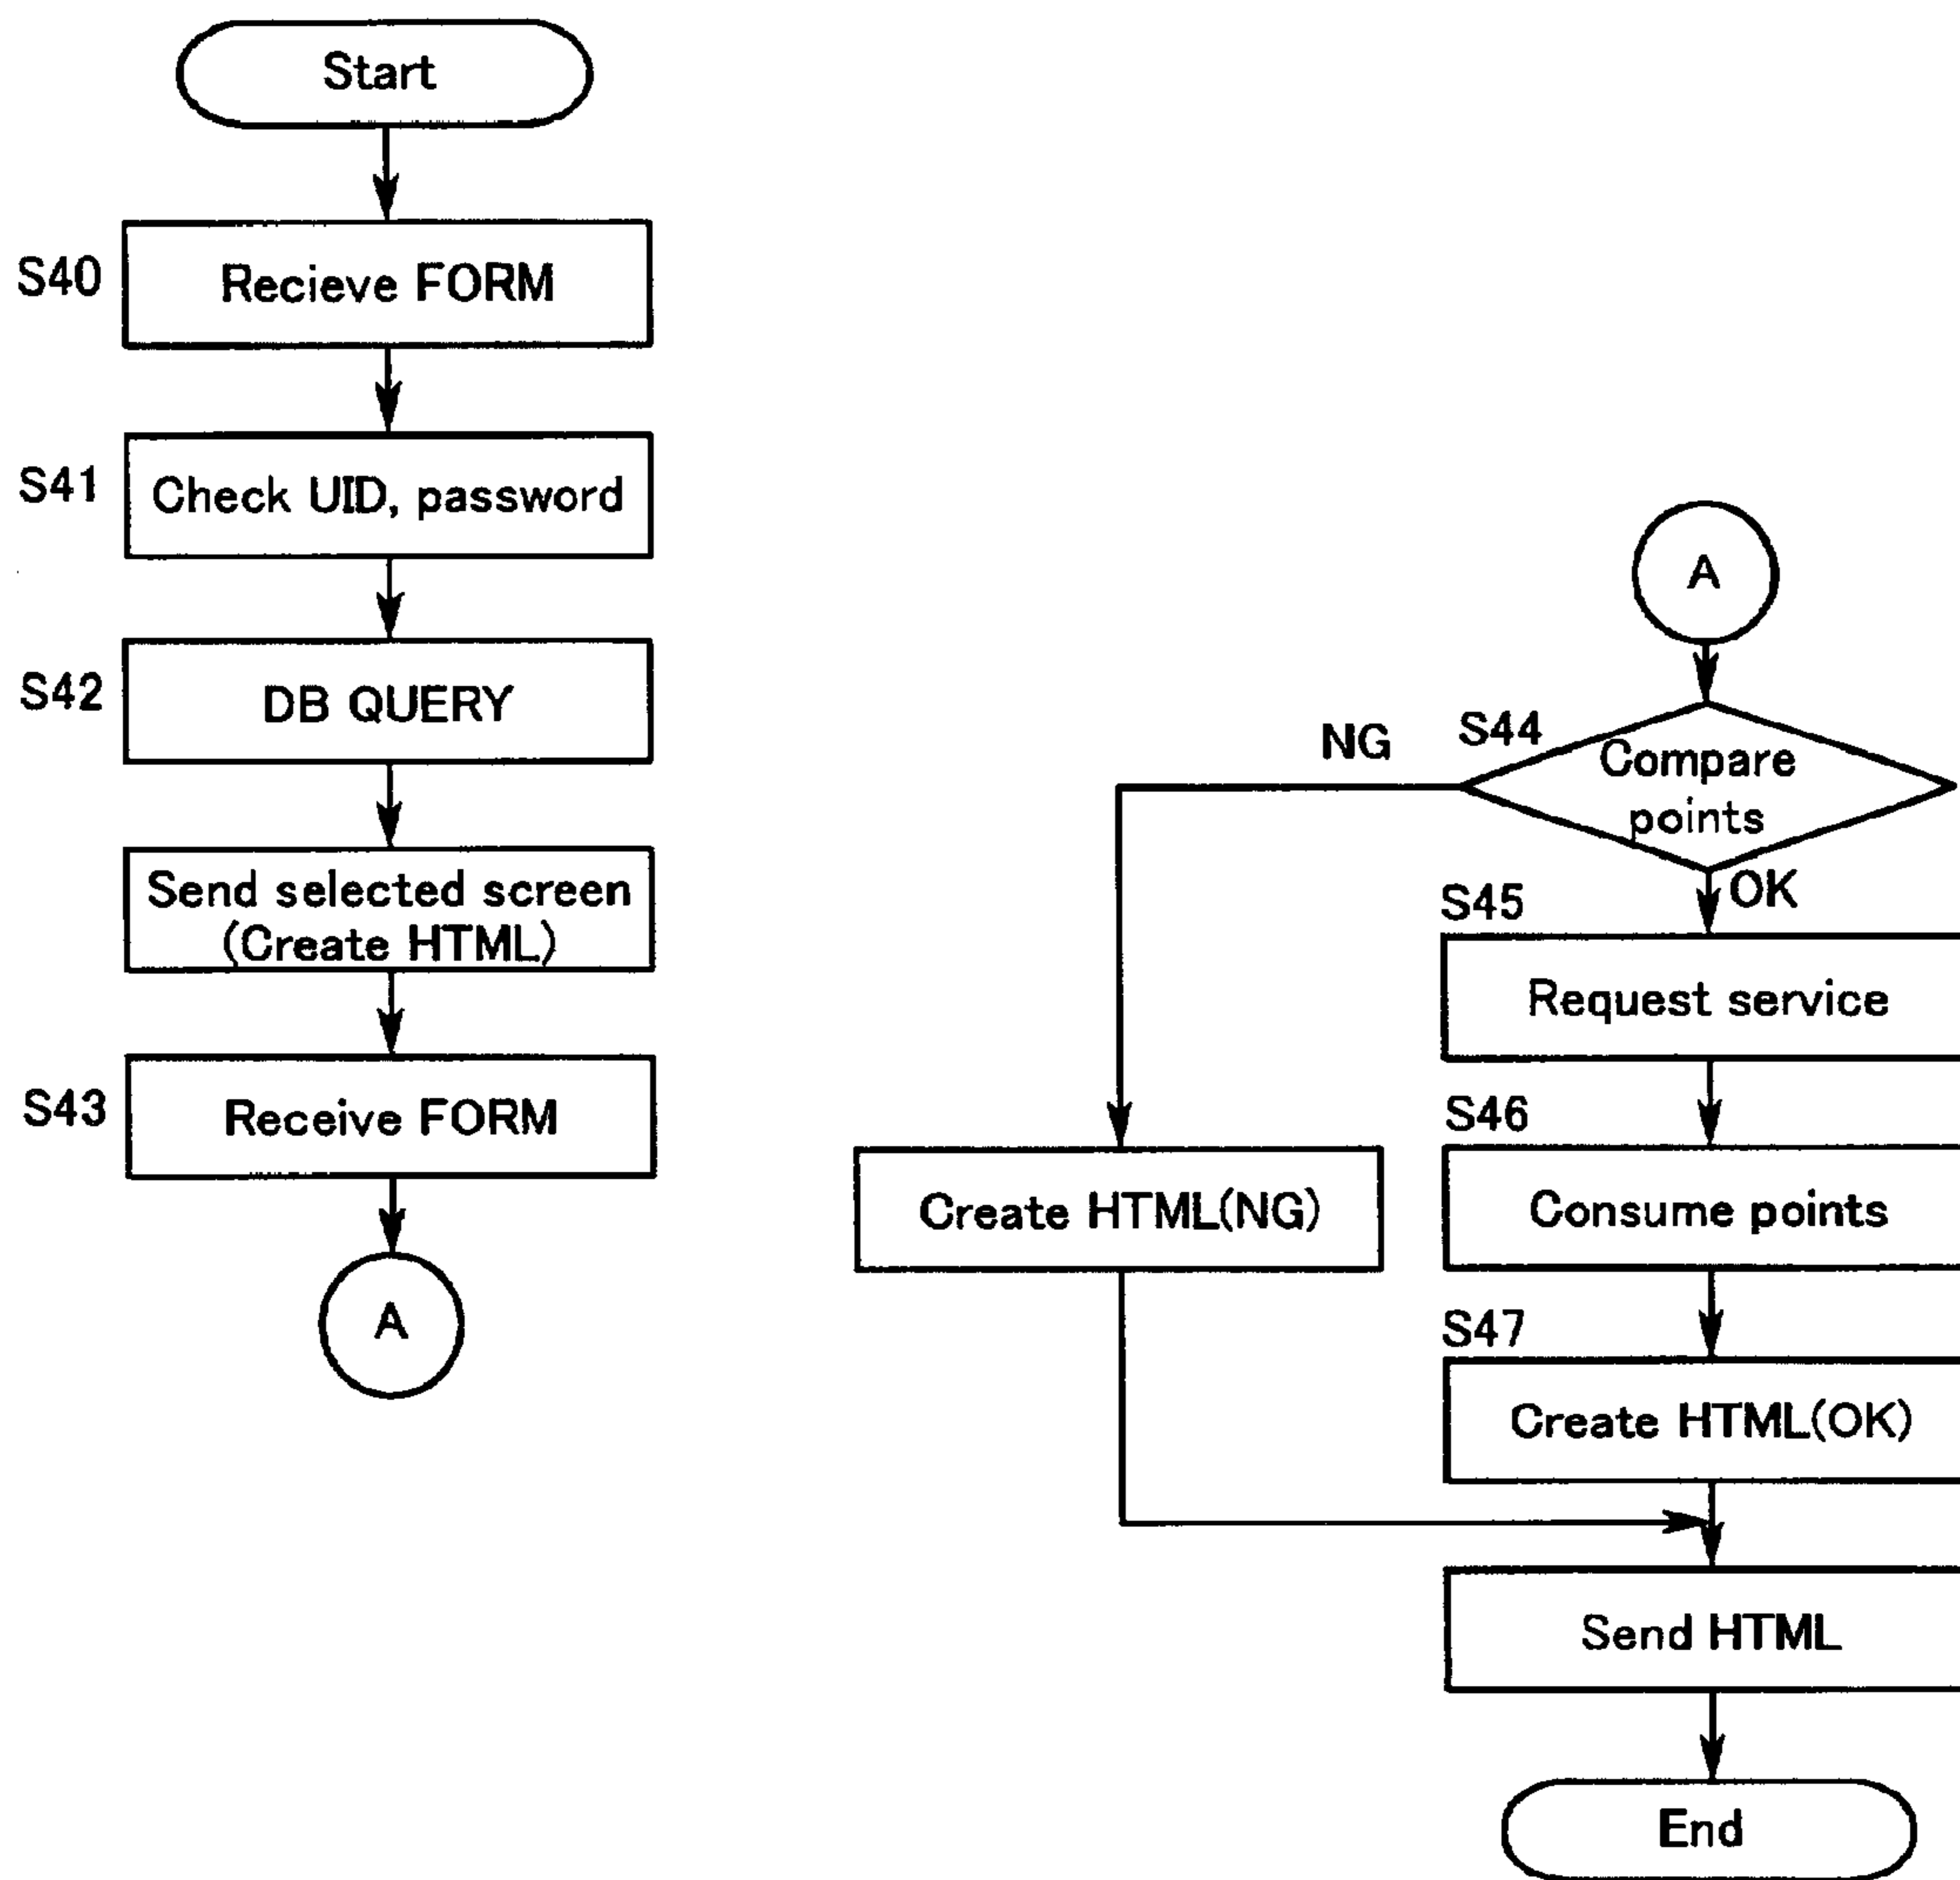 Start
S40
Recieve FORM
S41
Check UID, password
S42
DB QUERY
Send selected screen
(Create HTML)
S43
Receive FORM
A
A
S44
Compare
points
NG
OK
S45
Request service
S46
Consume points
Create HTML(NG)
S47
Create HTML(OK)
Send HTML
End